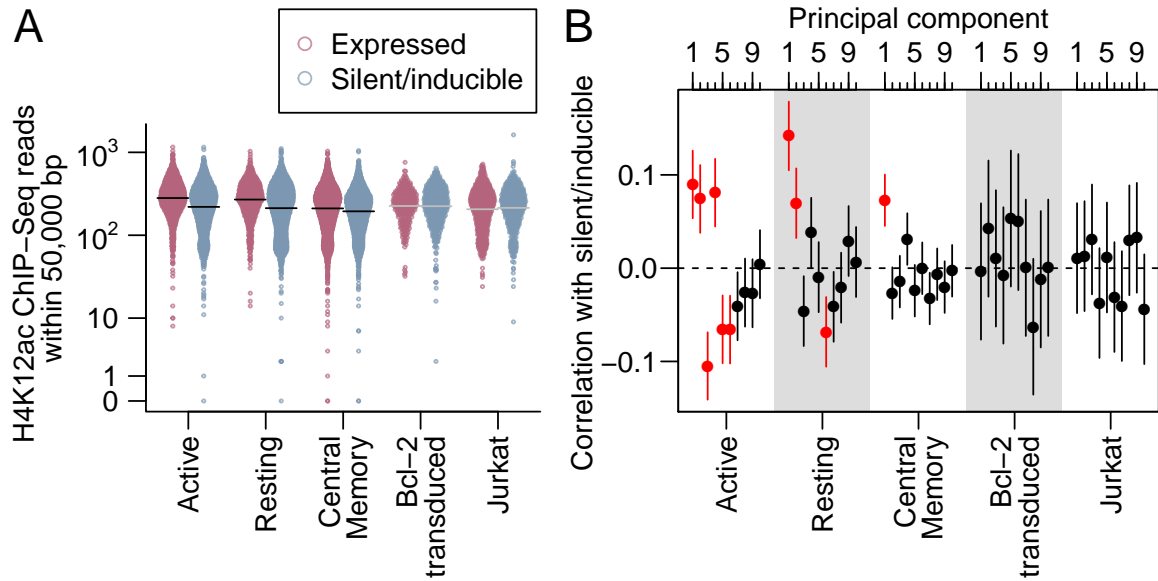 A
Expressed
Silent/inducible
H4K12ac ChIP−Seq reads
within 50,000 bp
10³
10²
10
1
0
Active
Resting
Central
Memory
Bcl−2
transduced
Jurkat
B
Principal component
1 5 9 1 5 9 1 5 9 1 5 9 1 5 9
Correlation with silent/inducible
0.1
0.0
−0.1
Active
Resting
Central
Memory
Bcl−2
transduced
Jurkat